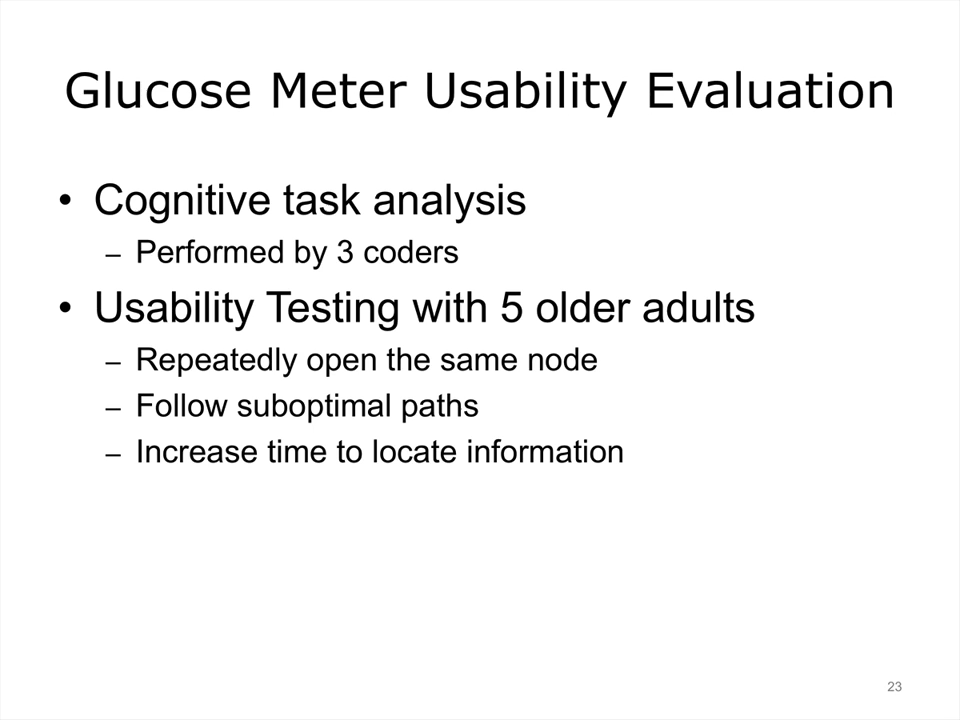 Glucose Meter Usability Evaluation
• Cognitive task analysis
– Performed by 3 coders
• Usability Testing with 5 older adults
– Repeatedly open the same node
– Follow suboptimal paths
– Increase time to locate information
23